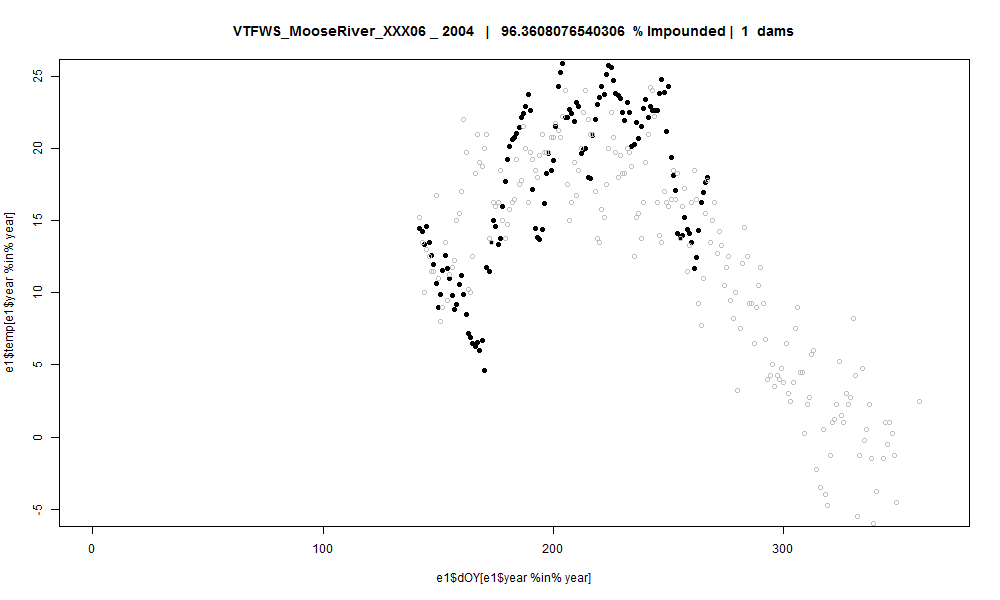 VTFWS_MooseRiver_XXX06 _ 2004 | 96.3608076540306 % Impounded | 1 dams
25
20
15
10
5
0
-5
e1$temp[e1$year %in% year]
0 100 200 300
e1$dOY[e1$year %in% year]